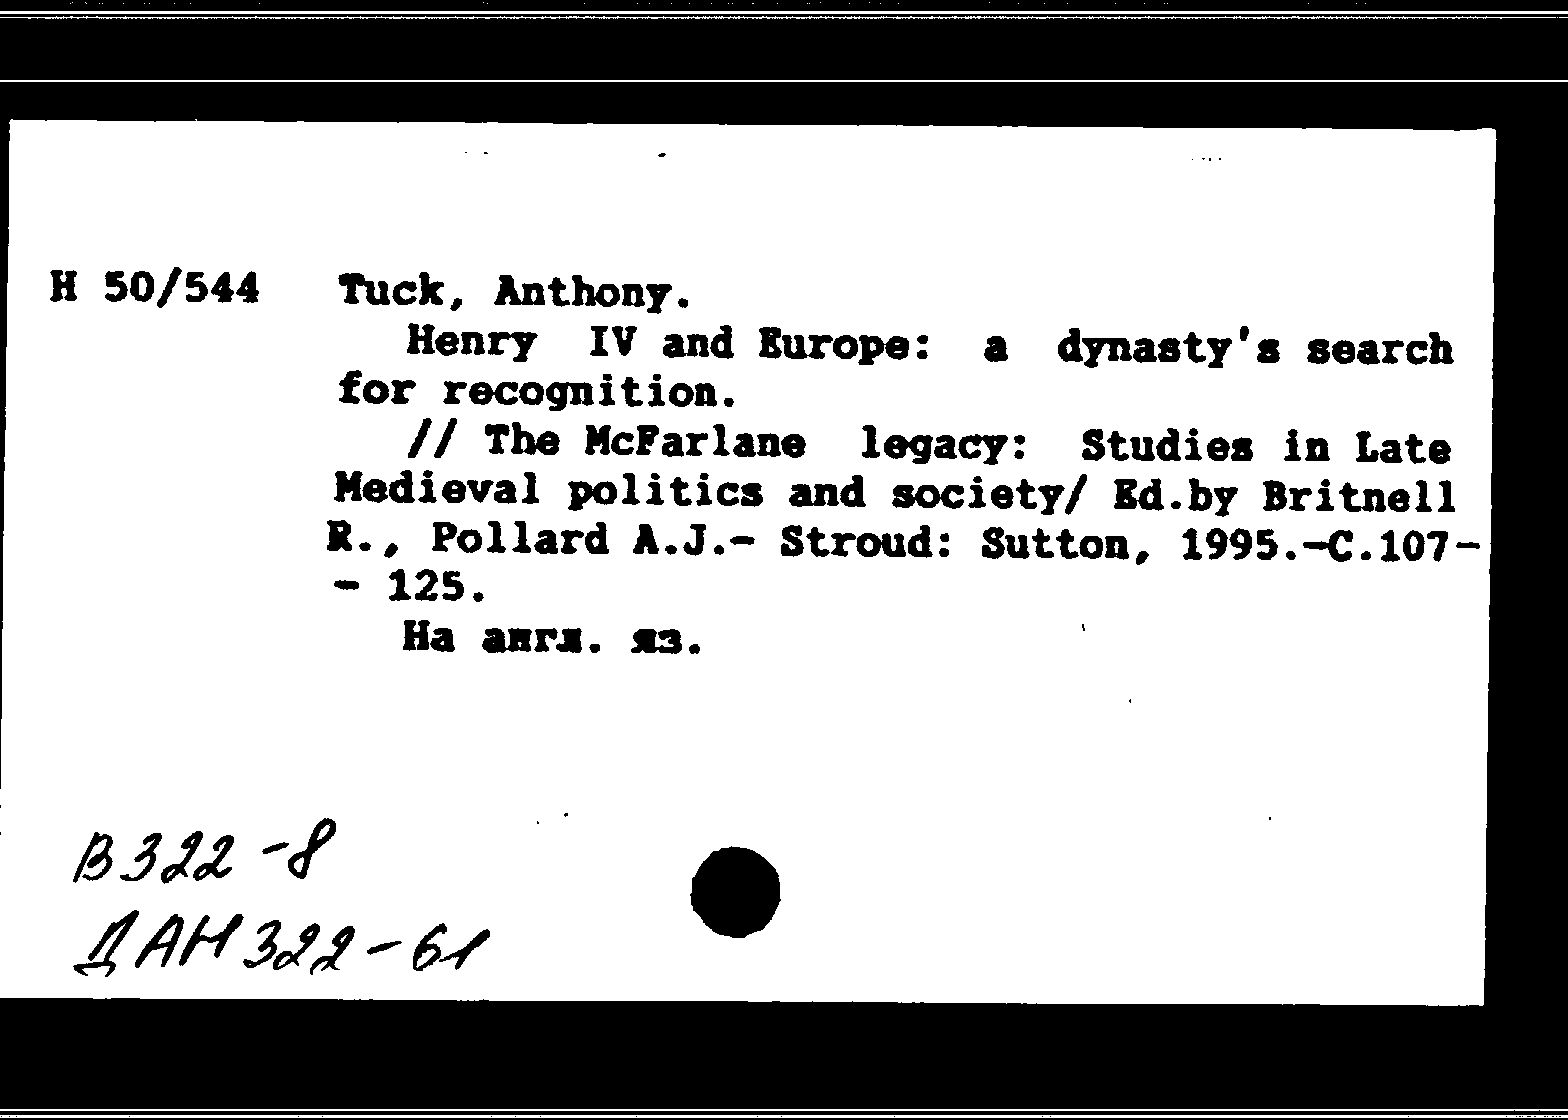 H 50/544 Tuck, Anthony.
Henry IV and Europe: a dynasty's search
for recognition.
// The McFarlane legacy: Studies in Late
Medieval politics and society/ Ed.by Britnell
R., Pollard A.J.- Stroud: Sutton, 1995.-C.107-
- 125.
На англ. яз.
В322-8
ДАН322-61